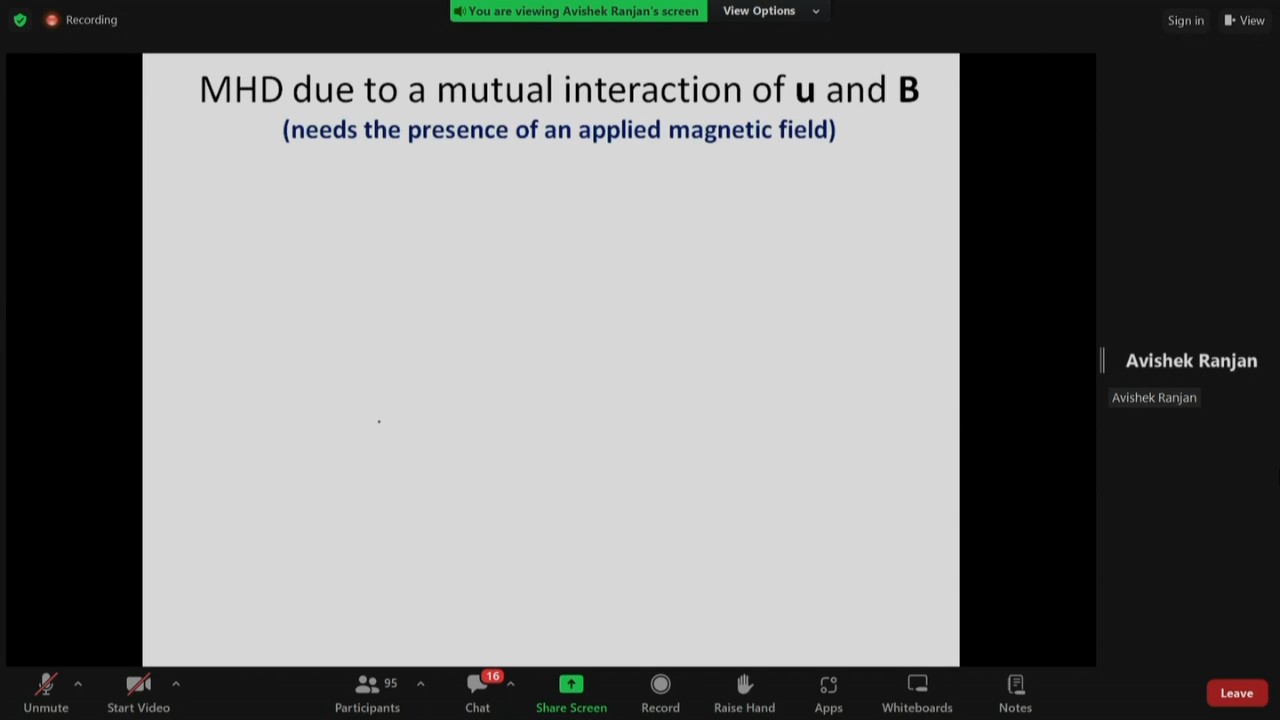 Recording
You are viewing Avishek Ranjan's screen
View Options
Sign in
View
MHD due to a mutual interaction of u and B
(needs the presence of an applied magnetic field)
Avishek Ranjan
Avishek Ranjan
Unmute
Start Video
95
Participants
16
Chat
Share Screen
Record
Raise Hand
Apps
Whiteboards
Notes
Leave